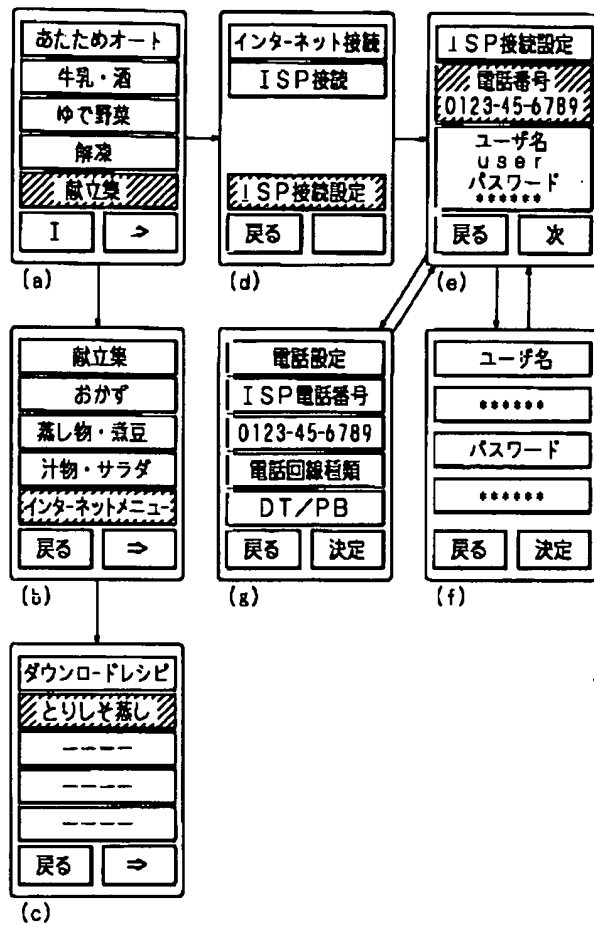 あたためオート
牛乳・酒
ゆで野菜
解凍
献立集
I
⇒
(a)
インターネット接続
ISP接続
ISP接続設定
戻る
(d)
ISP接続設定
電話番号
0123-45-6789
ユーザ名
user
パスワード
******
戻る
次
(e)
献立集
おかず
蒸し物・煮豆
汁物・サラダ
インターネットメニュー
戻る
⇒
(b)
電話設定
ISP電話番号
0123-45-6789
電話回線種類
DT/PB
戻る
決定
(g)
ユーザ名
******
パスワード
******
戻る
決定
(f)
ダウンロードレシピ
とりしそ蒸し
----
----
----
戻る
⇒
(c)